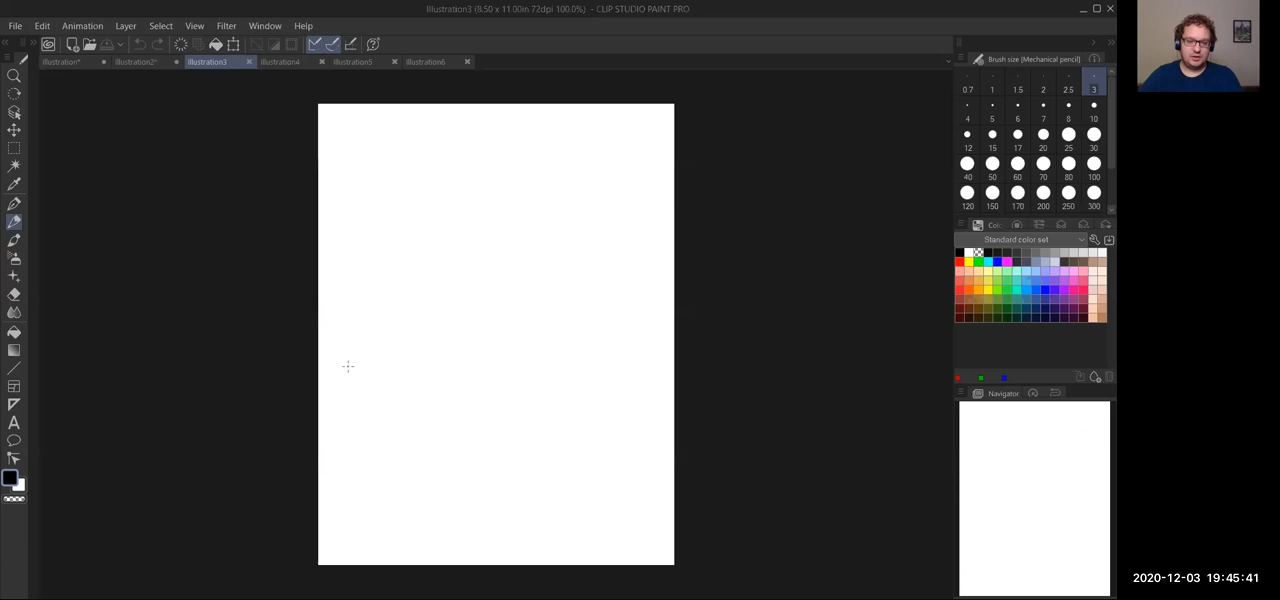 Illustration3 (8.50 x 11.00in 72dpi 100.0%) - CLIP STUDIO PAINT PRO
File Edit Animation Layer Select View Filter Window Help
Illustration* Illustration2* Illustration3 Illustration4 Illustration5 Illustration6
Brush size [Mechanical pencil]
0.7 1 1.5 2 2.5 3
4 5 6 7 8 10
12 15 17 20 25 30
40 50 60 70 80 100
120 150 170 200 250 300
Colc
Standard color set
Navigator
2020-12-03 19:45:41